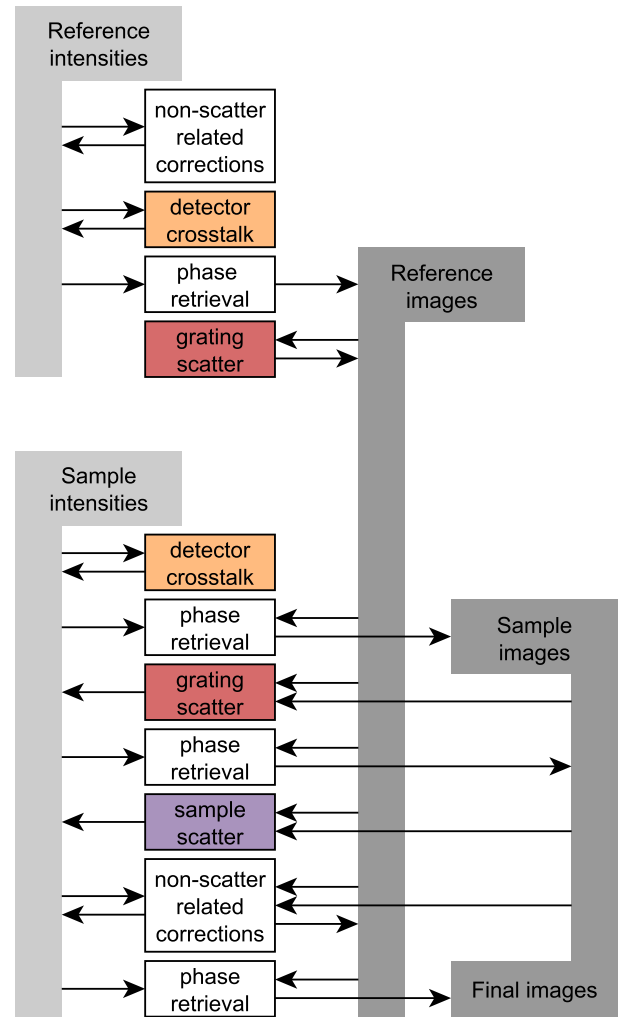 Reference
intensities
non-scatter
related
corrections
detector
crosstalk
phase
retrieval
Reference
images
grating
scatter
Sample
intensities
detector
crosstalk
phase
retrieval
Sample
images
grating
scatter
phase
retrieval
sample
scatter
non-scatter
related
corrections
phase
retrieval
Final images